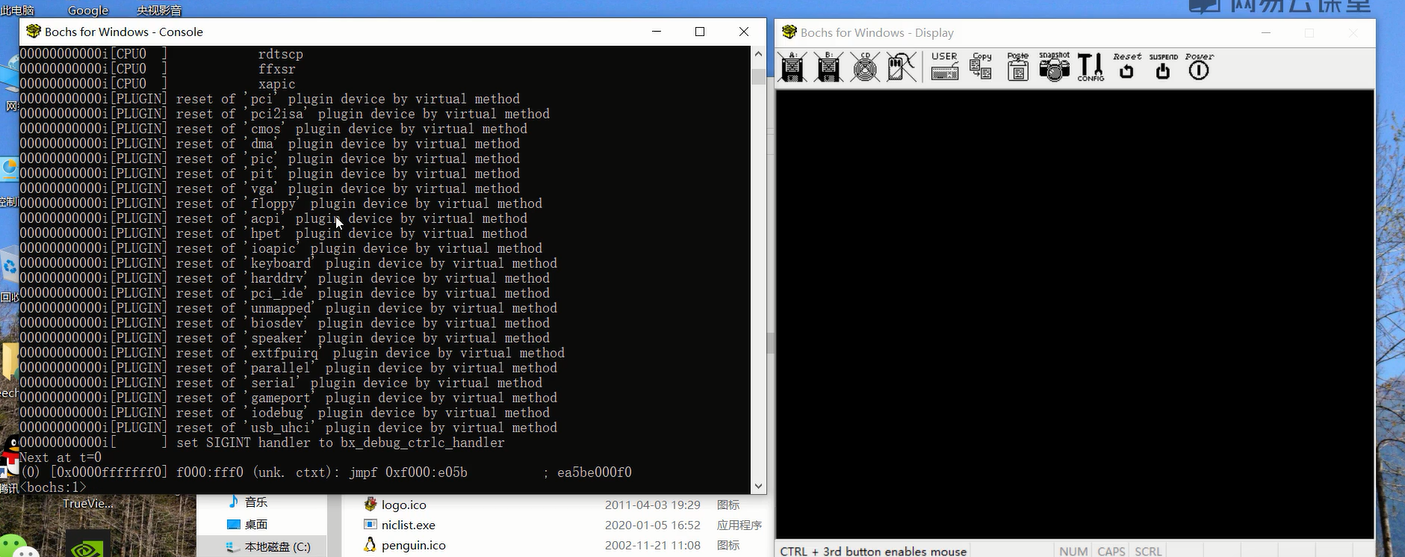 此电脑
Google
央视影音
网易云课堂
Bochs for Windows - Console
00000000000i[CPU0  ]            rdtscp
00000000000i[CPU0  ]            ffxsr
00000000000i[CPU0  ]            xapic
00000000000i[PLUGIN] reset of 'pci' plugin device by virtual method
00000000000i[PLUGIN] reset of 'pci2isa' plugin device by virtual method
00000000000i[PLUGIN] reset of 'cmos' plugin device by virtual method
00000000000i[PLUGIN] reset of 'dma' plugin device by virtual method
00000000000i[PLUGIN] reset of 'pic' plugin device by virtual method
00000000000i[PLUGIN] reset of 'pit' plugin device by virtual method
00000000000i[PLUGIN] reset of 'vga' plugin device by virtual method
00000000000i[PLUGIN] reset of 'floppy' plugin device by virtual method
00000000000i[PLUGIN] reset of 'acpi' plugin device by virtual method
00000000000i[PLUGIN] reset of 'hpet' plugin device by virtual method
00000000000i[PLUGIN] reset of 'ioapic' plugin device by virtual method
00000000000i[PLUGIN] reset of 'keyboard' plugin device by virtual method
00000000000i[PLUGIN] reset of 'harddrv' plugin device by virtual method
00000000000i[PLUGIN] reset of 'pci_ide' plugin device by virtual method
00000000000i[PLUGIN] reset of 'unmapped' plugin device by virtual method
00000000000i[PLUGIN] reset of 'biosdev' plugin device by virtual method
00000000000i[PLUGIN] reset of 'speaker' plugin device by virtual method
00000000000i[PLUGIN] reset of 'extfpuirq' plugin device by virtual method
00000000000i[PLUGIN] reset of 'parallel' plugin device by virtual method
00000000000i[PLUGIN] reset of 'serial' plugin device by virtual method
00000000000i[PLUGIN] reset of 'gameport' plugin device by virtual method
00000000000i[PLUGIN] reset of 'iodebug' plugin device by virtual method
00000000000i[PLUGIN] reset of 'usb_uhci' plugin device by virtual method
00000000000i[      ] set SIGINT handler to bx_debug_ctrlc_handler
Next at t=0
(0) [0x0000fffffff0] f000:fff0 (unk. ctxt): jmpf 0xf000:e05b          ; ea5be000f0
<bochs:1>
Bochs for Windows - Display
A: B: CD USER Copy Paste snapshot CONFIG Reset SUSPEND Power
CTRL + 3rd button enables mouse NUM CAPS SCRL
TrueVie...
音乐
桌面
本地磁盘 (C:)
logo.ico 2011-04-03 19:29 图标
niclist.exe 2020-01-05 16:52 应用程序
penguin.ico 2002-11-21 11:08 图标